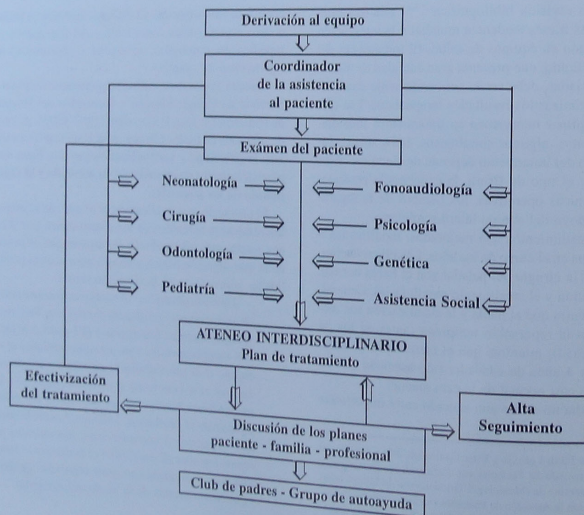 Derivación al equipo
Coordinador
de la asistencia
al paciente
Exámen del paciente
Neonatología
Fonoaudiología
Cirugía
Psicología
Odontología
Genética
Pediatría
Asistencia Social
ATENEO INTERDISCIPLINARIO
Plan de tratamiento
Efectivización
del tratamiento
Alta
Seguimiento
Discusión de los planes
paciente - familia - profesional
Club de padres - Grupo de autoayuda